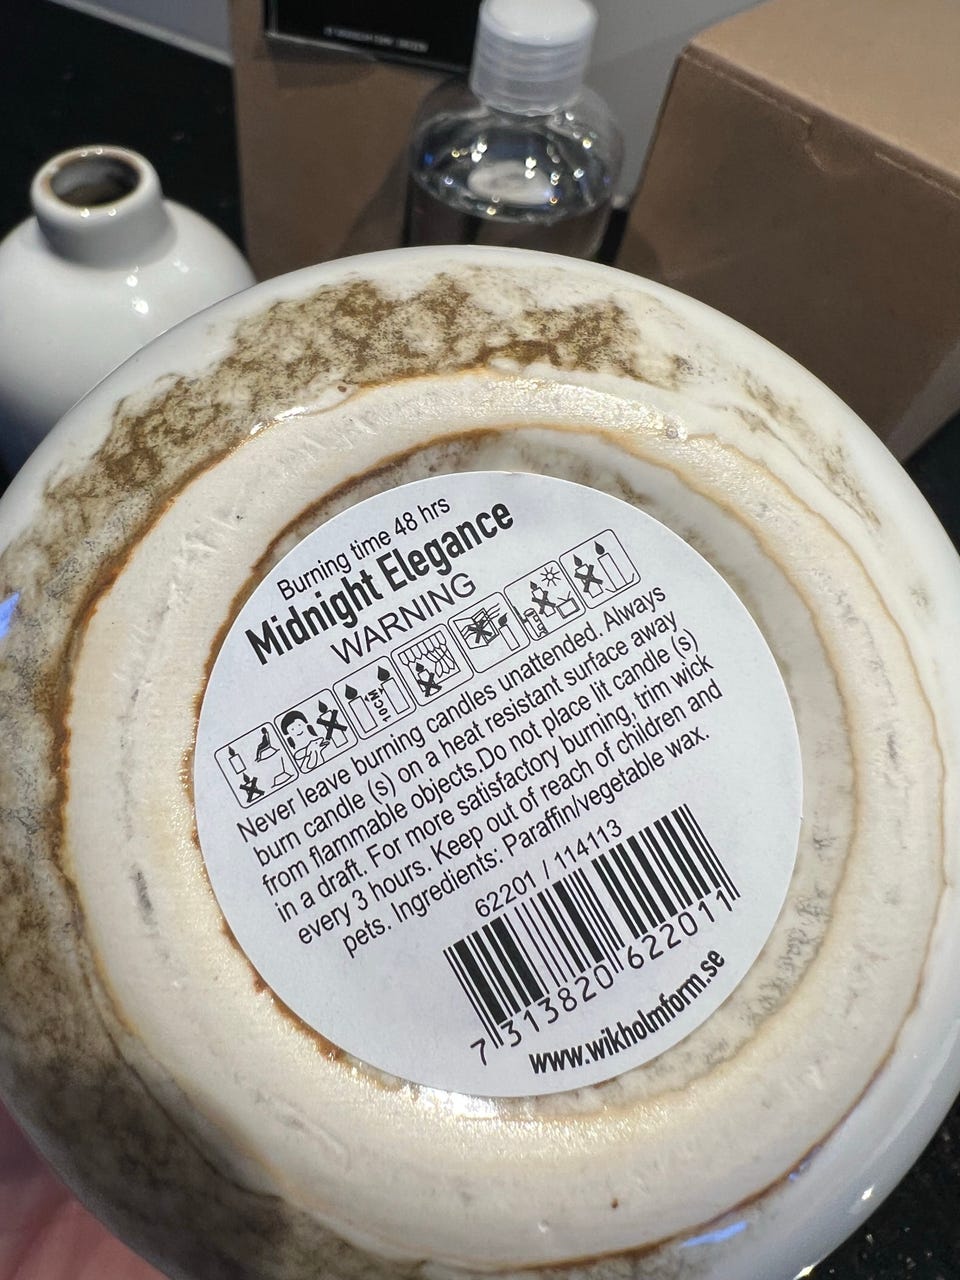 Burning time 48 hrs
Midnight Elegance
WARNING
10CM
Never leave burning candles unattended. Always
burn candle (s) on a heat resistant surface away
from flammable objects.Do not place lit candle (s)
in a draft. For more satisfactory burning, trim wick
every 3 hours. Keep out of reach of children and
pets. Ingredients: Paraffin/vegetable wax.
62201 / 114113
7 313820 622011
www.wikholmform.se